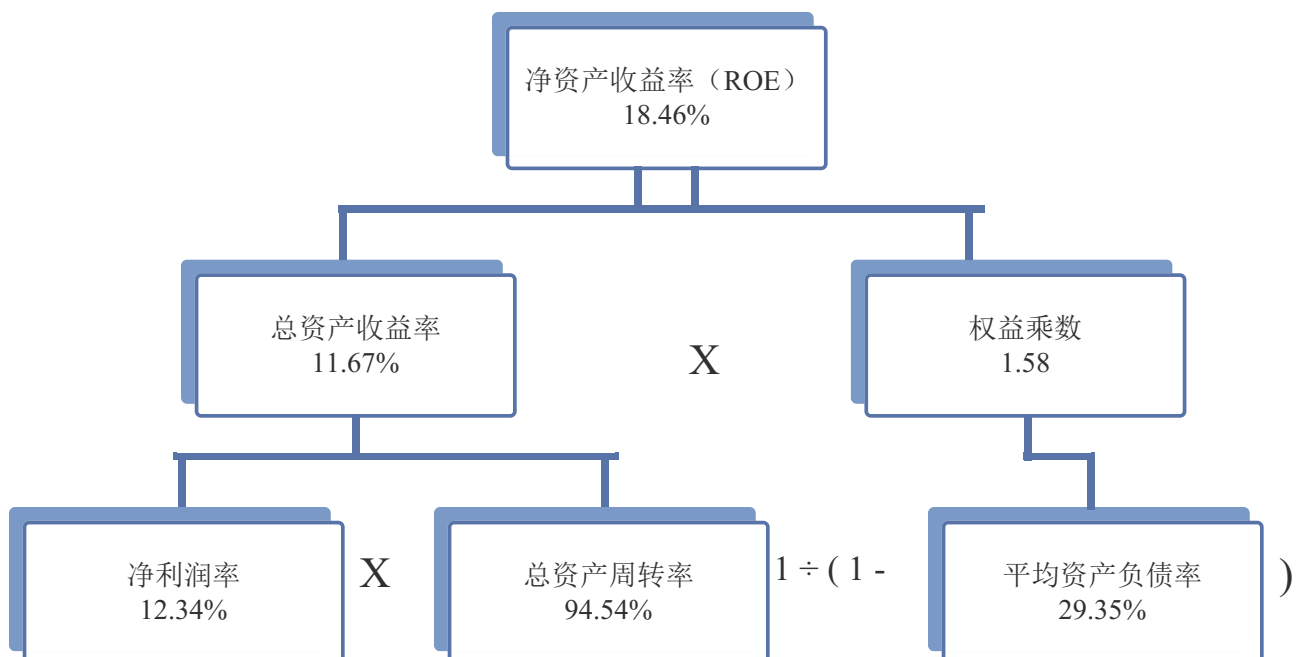 净资产收益率（ROE）
18.46%
总资产收益率
11.67%
X
权益乘数
1.58
净利润率
12.34%
X
总资产周转率
94.54%
1 ÷ ( 1 -
平均资产负债率
29.35%
)